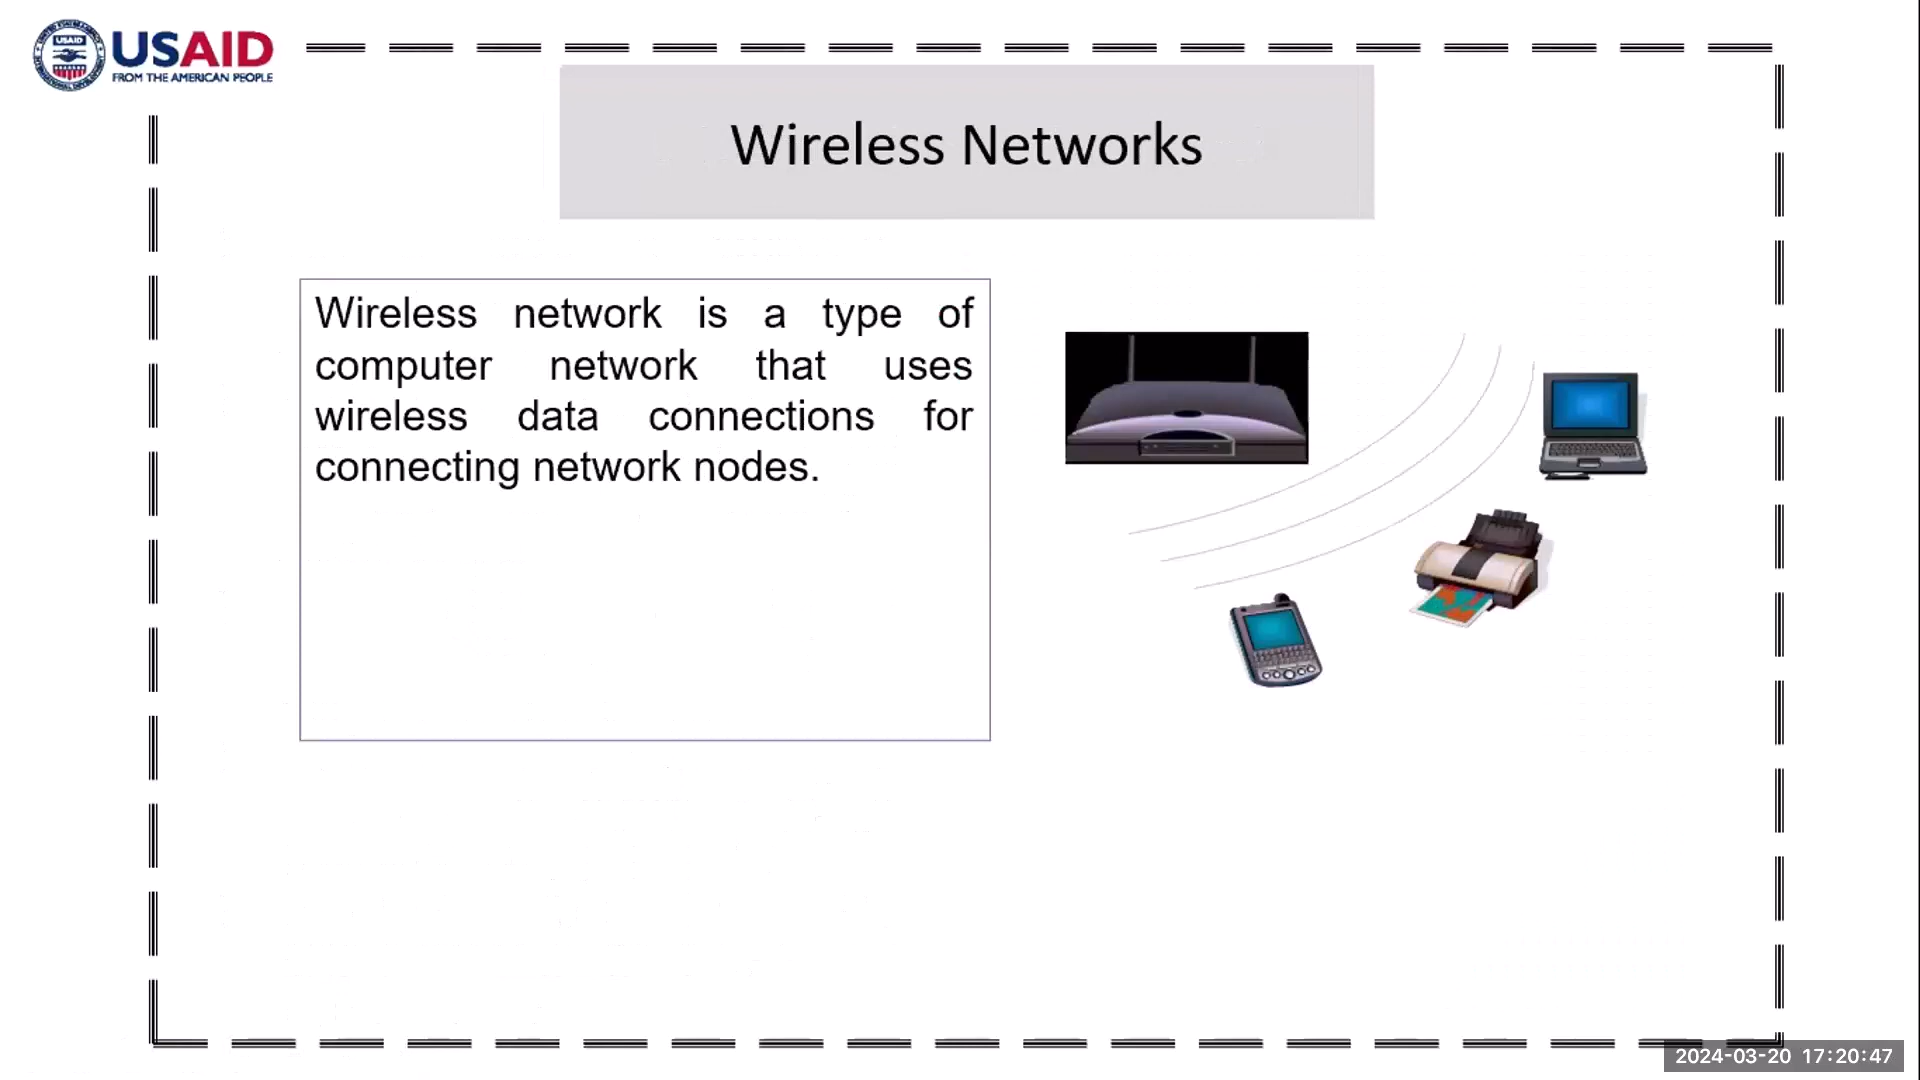 USAID
FROM THE AMERICAN PEOPLE
Wireless Networks
Wireless network is a type of
computer network that uses
wireless data connections for
connecting network nodes.
2024-03-20 17:20:47